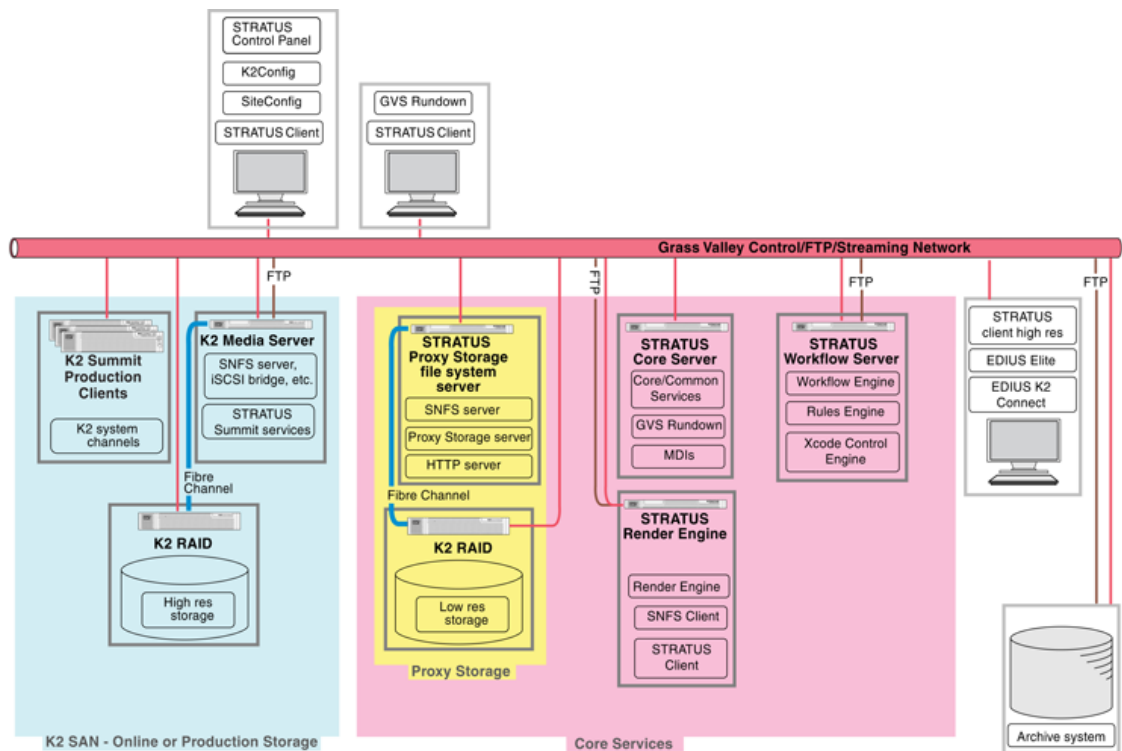 STRATUS
Control Panel
K2Config
SiteConfig
STRATUS Client
GVS Rundown
STRATUS Client
Grass Valley Control/FTP/Streaming Network
FTP
FTP
FTP
FTP
K2 Summit
Production
Clients
K2 system
channels
K2 Media Server
SNFS server,
iSCSI bridge, etc.
STRATUS
Summit services
Fibre
Channel
K2 RAID
High res
storage
K2 SAN - Online or Production Storage
STRATUS
Proxy Storage
file system
server
SNFS server
Proxy Storage server
HTTP server
Fibre Channel
K2 RAID
Low res
storage
Proxy Storage
STRATUS
Core Server
Core/Common
Services
GVS Rundown
MDIs
STRATUS
Render Engine
Render Engine
SNFS Client
STRATUS
Client
STRATUS
Workflow Server
Workflow Engine
Rules Engine
Xcode Control
Engine
Core Services
STRATUS
client high res
EDIUS Elite
EDIUS K2
Connect
Archive system